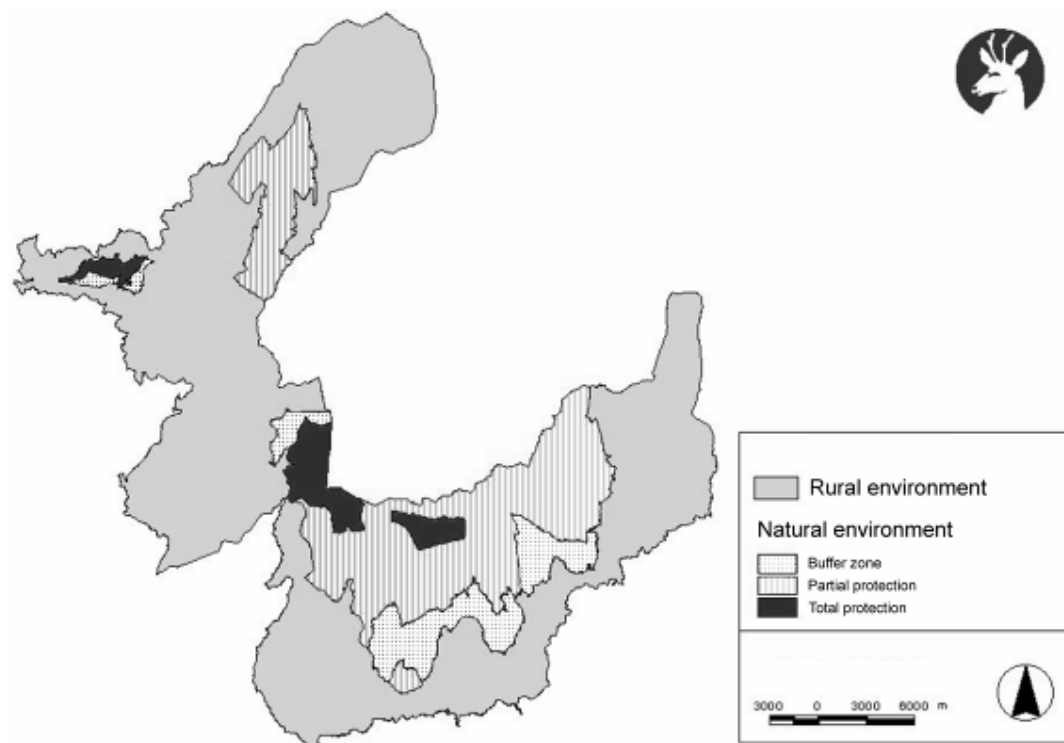 Rural environment
Natural environment
Buffer zone
Partial protection
Total protection
3000 0 3000 6000 m